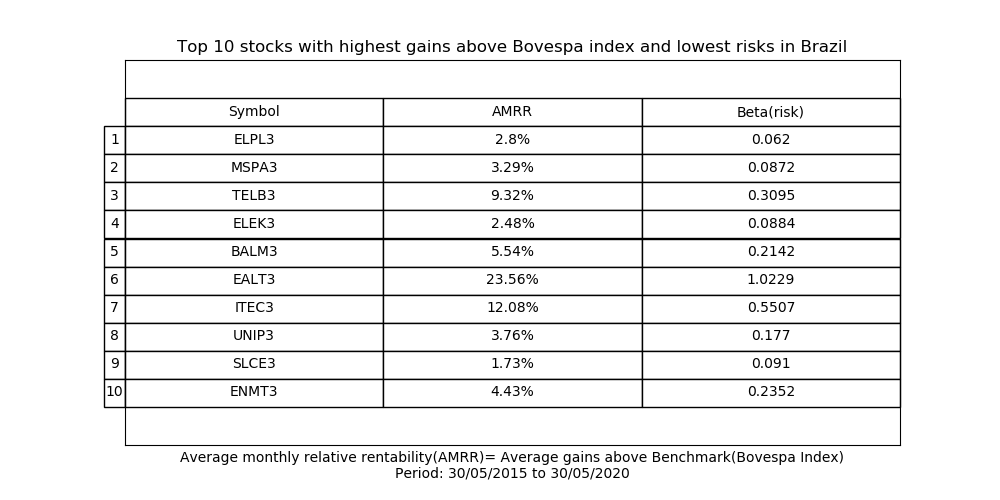 Top 10 stocks with highest gains above Bovespa index and lowest risks in Brazil
Symbol AMRR Beta(risk)
1 ELPL3 2.8% 0.062
2 MSPA3 3.29% 0.0872
3 TELB3 9.32% 0.3095
4 ELEK3 2.48% 0.0884
5 BALM3 5.54% 0.2142
6 EALT3 23.56% 1.0229
7 ITEC3 12.08% 0.5507
8 UNIP3 3.76% 0.177
9 SLCE3 1.73% 0.091
10 ENMT3 4.43% 0.2352
Average monthly relative rentability(AMRR)= Average gains above Benchmark(Bovespa Index)
Period: 30/05/2015 to 30/05/2020